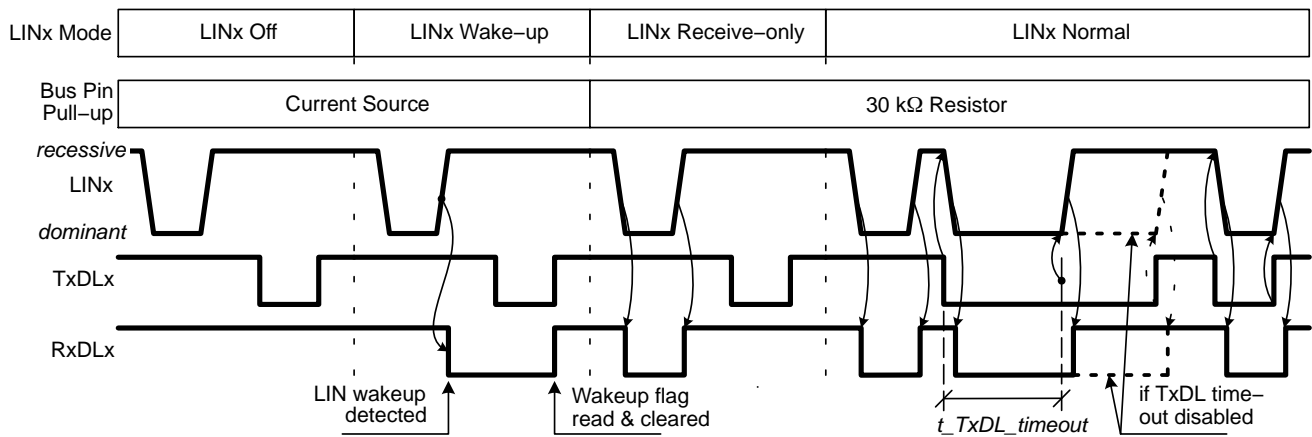 LINx Mode
LINx Off
LINx Wake−up
LINx Receive−only
LINx Normal
Bus Pin
Pull−up
Current Source
30 kΩ Resistor
recessive
LINx
dominant
TxDLx
RxDLx
LIN wakeup
detected
Wakeup flag
read & cleared
t_TxDL_timeout
if TxDL time−
out disabled